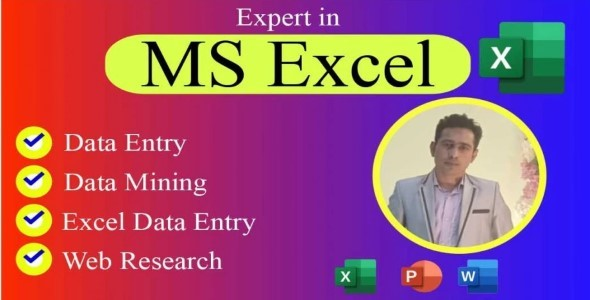 Expert in
MS Excel
X
Data Entry
Data Mining
Excel Data Entry
Web Research
X
P
W